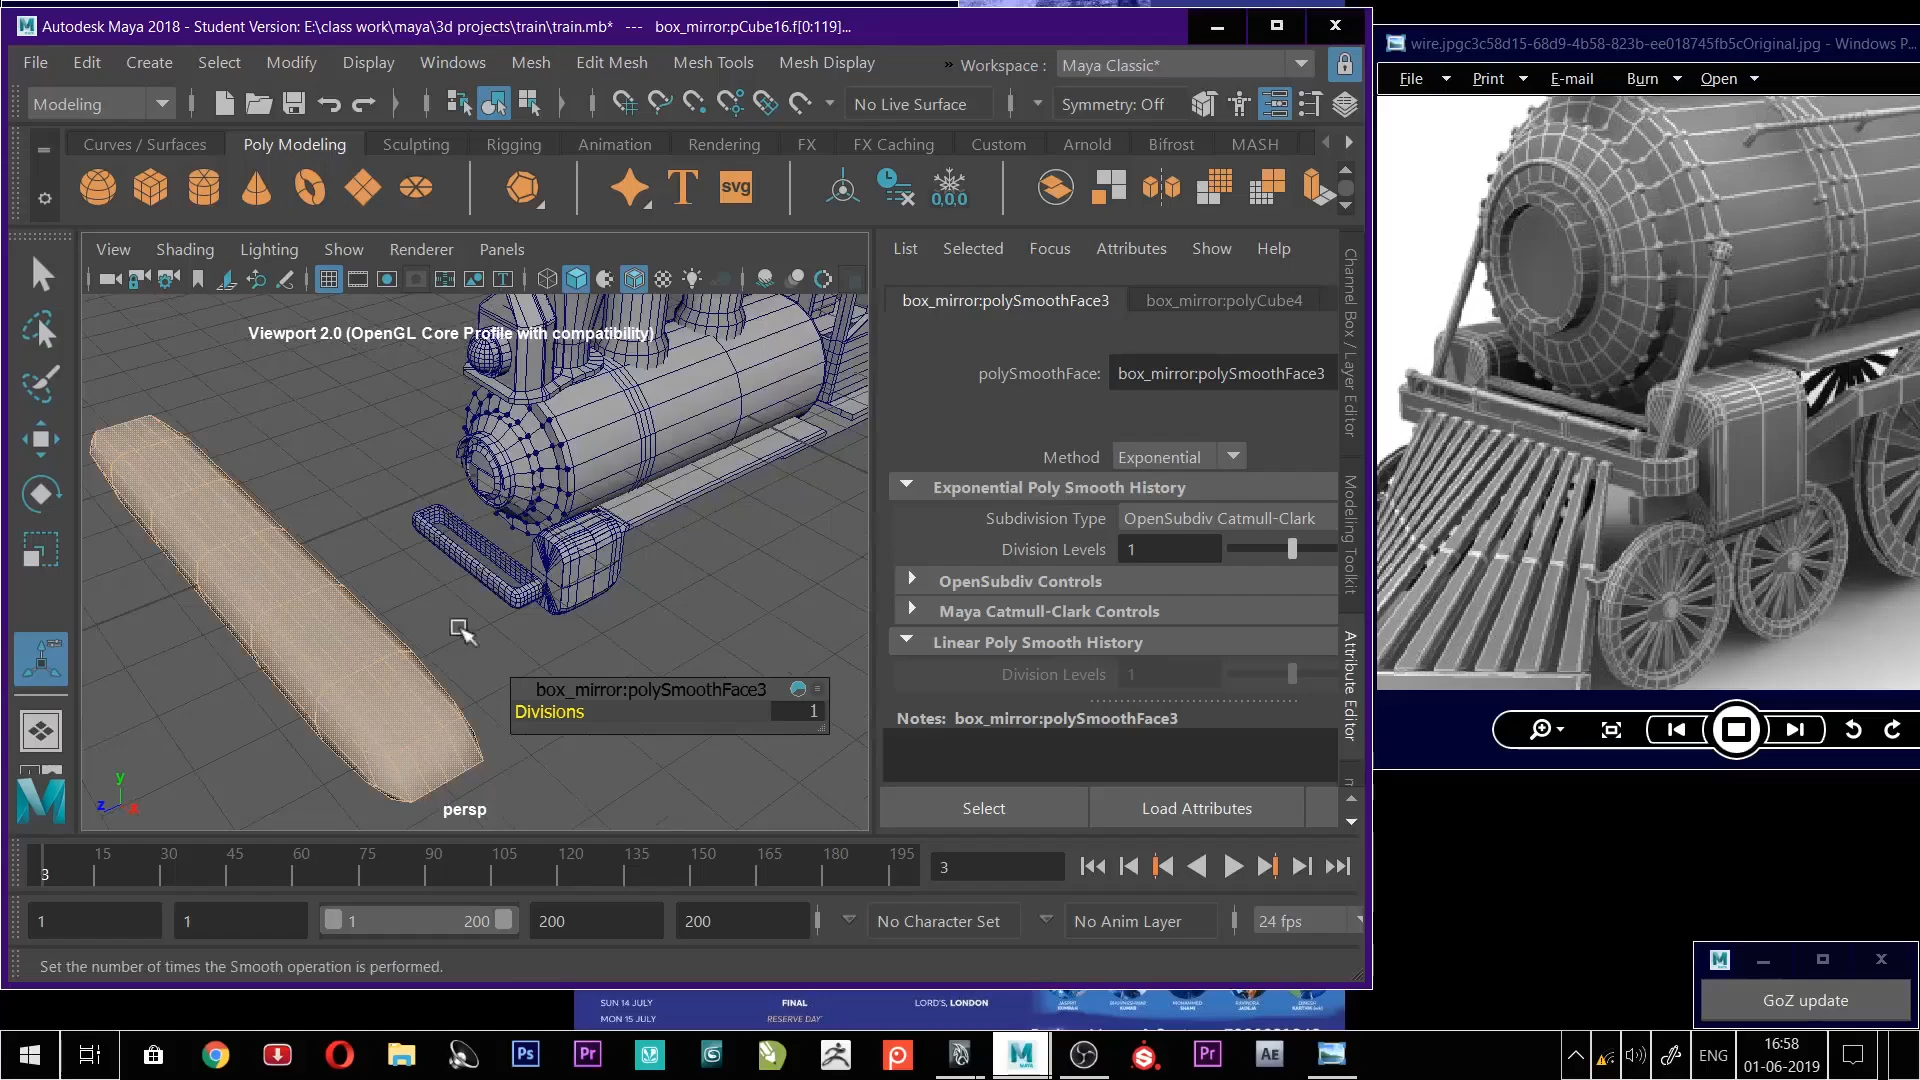 Autodesk Maya 2018 - Student Version: E:\class work\maya\3d projects\train\train.mb*   ---   box_mirror:pCube16.f[0:119]...
File Edit Create Select Modify Display Windows Mesh Edit Mesh Mesh Tools Mesh Display » Workspace : Maya Classic*
Modeling No Live Surface Symmetry: Off
Curves / Surfaces Poly Modeling Sculpting Rigging Animation Rendering FX FX Caching Custom Arnold Bifrost MASH
T svg 0,0,0
View Shading Lighting Show Renderer Panels
Viewport 2.0 (OpenGL Core Profile with compatibility)
box_mirror:polySmoothFace3
Divisions 1
y
z x
persp
List Selected Focus Attributes Show Help
box_mirror:polySmoothFace3 box_mirror:polyCube4
polySmoothFace: box_mirror:polySmoothFace3
Method Exponential
Exponential Poly Smooth History
Subdivision Type OpenSubdiv Catmull-Clark
Division Levels 1
OpenSubdiv Controls
Maya Catmull-Clark Controls
Linear Poly Smooth History
Division Levels 1
Notes: box_mirror:polySmoothFace3
Select Load Attributes
Channel Box / Layer Editor
Modeling Toolkit
Attribute Editor
15 30 45 60 75 90 105 120 135 150 165 180 195
3
3
1 1 1 200 200 200 No Character Set No Anim Layer 24 fps
Set the number of times the Smooth operation is performed.
wire.jpgc3c58d15-68d9-4b58-823b-ee018745fb5cOriginal.jpg - Windows P...
File Print E-mail Burn Open
GoZ update
SUN 14 JULY FINAL LORD'S, LONDON
MON 15 JULY RESERVE DAY
Ps Pr M MAYA Pr AE
ENG
16:58
01-06-2019